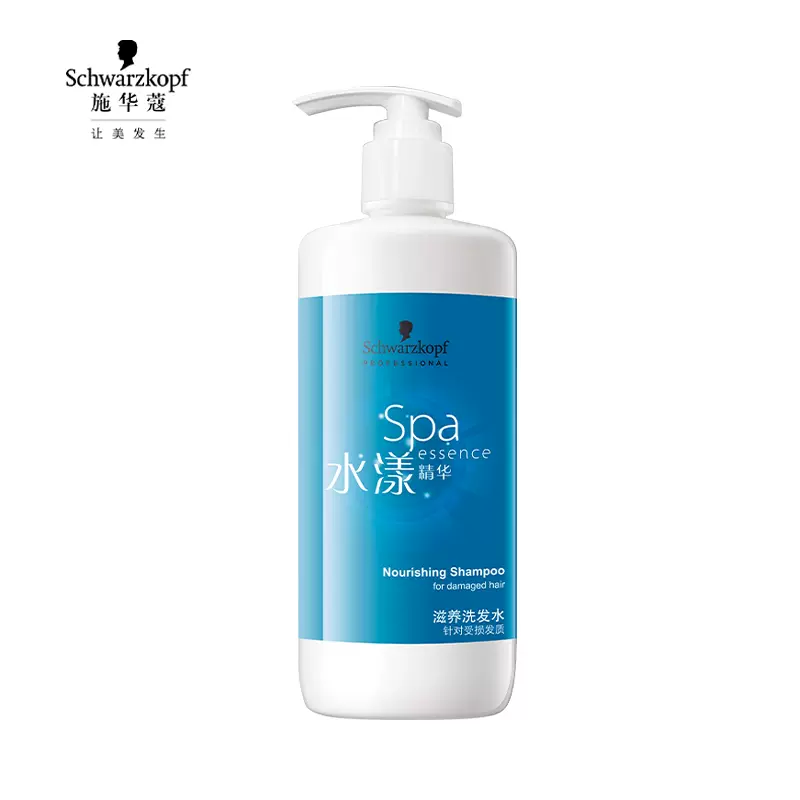 Schwarzkopf
施华蔻
让美发生
Schwarzkopf
PROFESSIONAL
Spa
essence
水漾精华
Nourishing Shampoo
for damaged hair
滋养洗发水
针对受损发质